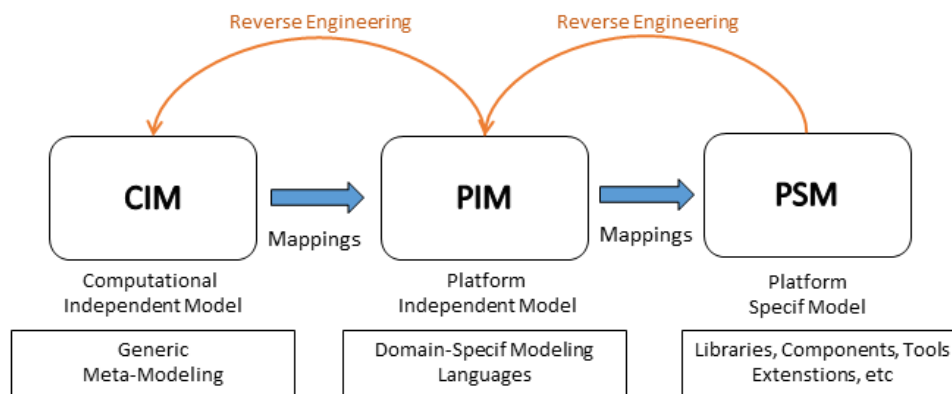 Reverse Engineering
Reverse Engineering
CIM
PIM
PSM
Mappings
Mappings
Computational
Independent Model
Platform
Independent Model
Platform
Specif Model
Generic
Meta-Modeling
Domain-Specif Modeling
Languages
Libraries, Components, Tools
Extenstions, etc